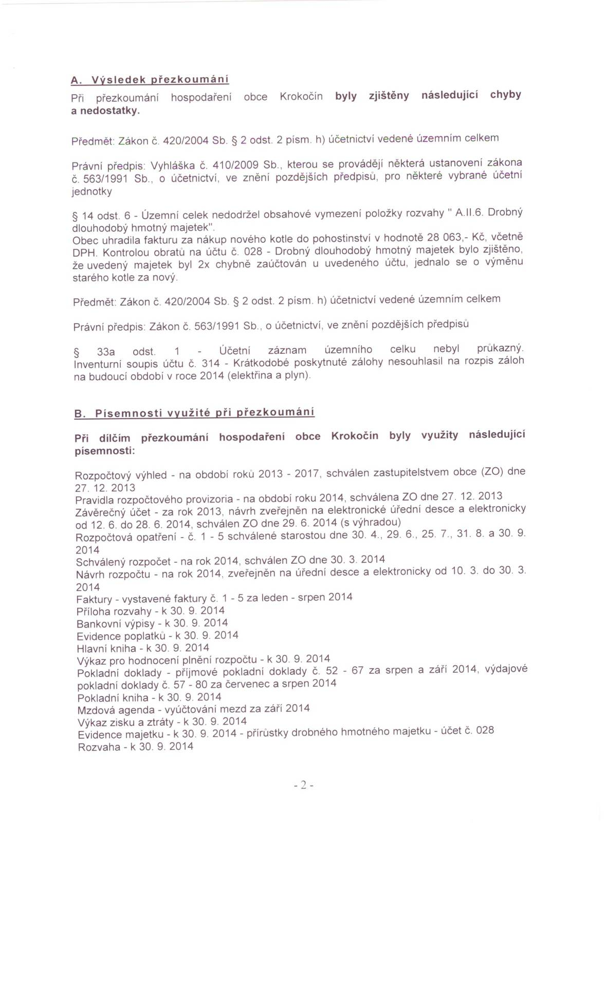 A. Výsledek přezkoumání
Při přezkoumání hospodaření obce Krokočín byly zjištěny následující chyby
a nedostatky.
Předmět: Zákon č. 420/2004 Sb. § 2 odst. 2 písm. h) účetnictví vedené územním celkem
Právní předpis: Vyhláška č. 410/2009 Sb., kterou se provádějí některá ustanovení zákona
č. 563/1991 Sb., o účetnictví, ve znění pozdějších předpisů, pro některé vybrané účetní
jednotky
§ 14 odst. 6 - Územní celek nedodržel obsahové vymezení položky rozvahy " A.II.6. Drobný
dlouhodobý hmotný majetek".
Obec uhradila fakturu za nákup nového kotle do pohostinství v hodnotě 28 063,- Kč, včetně
DPH. Kontrolou obratů na účtu č. 028 - Drobný dlouhodobý hmotný majetek bylo zjištěno,
že uvedený majetek byl 2x chybně zaúčtován u uvedeného účtu, jednalo se o výměnu
starého kotle za nový.
Předmět: Zákon č. 420/2004 Sb. § 2 odst. 2 písm. h) účetnictví vedené územním celkem
Právní předpis: Zákon č. 563/1991 Sb., o účetnictví, ve znění pozdějších předpisů
§ 33a odst. 1 - Účetní záznam územního celku nebyl průkazný.
Inventurní soupis účtu č. 314 - Krátkodobé poskytnuté zálohy nesouhlasil na rozpis záloh
na budoucí období v roce 2014 (elektřina a plyn).
B. Písemnosti využité při přezkoumání
Při dílčím přezkoumání hospodaření obce Krokočín byly využity následující
písemnosti:
Rozpočtový výhled - na období roků 2013 - 2017, schválen zastupitelstvem obce (ZO) dne
27. 12. 2013
Pravidla rozpočtového provizoria - na období roku 2014, schválena ZO dne 27. 12. 2013
Závěrečný účet - za rok 2013, návrh zveřejněn na elektronické úřední desce a elektronicky
od 12. 6. do 28. 6. 2014, schválen ZO dne 29. 6. 2014 (s výhradou)
Rozpočtová opatření - č. 1 - 5 schválené starostou dne 30. 4., 29. 6., 25. 7., 31. 8. a 30. 9.
2014
Schválený rozpočet - na rok 2014, schválen ZO dne 30. 3. 2014
Návrh rozpočtu - na rok 2014, zveřejněn na úřední desce a elektronicky od 10. 3. do 30. 3.
2014
Faktury - vystavené faktury č. 1 - 5 za leden - srpen 2014
Příloha rozvahy - k 30. 9. 2014
Bankovní výpisy - k 30. 9. 2014
Evidence poplatků - k 30. 9. 2014
Hlavní kniha - k 30. 9. 2014
Výkaz pro hodnocení plnění rozpočtu - k 30. 9. 2014
Pokladní doklady - příjmové pokladní doklady č. 52 - 67 za srpen a září 2014, výdajové
pokladní doklady č. 57 - 80 za červenec a srpen 2014
Pokladní kniha - k 30. 9. 2014
Mzdová agenda - vyúčtování mezd za září 2014
Výkaz zisku a ztráty - k 30. 9. 2014
Evidence majetku - k 30. 9. 2014 - přírůstky drobného hmotného majetku - účet č. 028
Rozvaha - k 30. 9. 2014
- 2 -